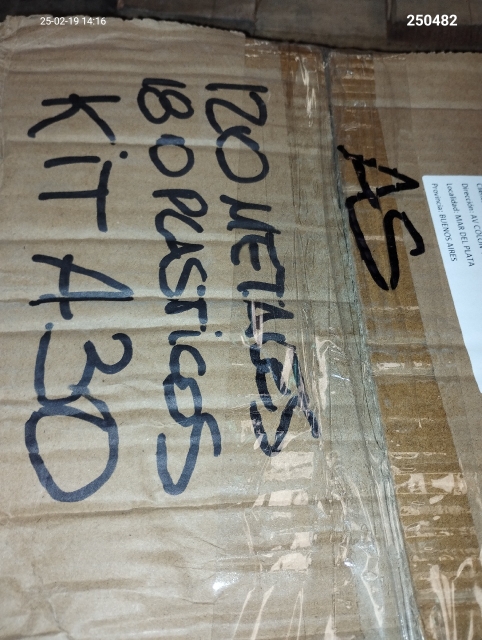 25-02-19 14:16
250482
AS
120 METALES
180 PLASTICOS
KiT A30
Dirección: AV COLON
Localidad: MAR DEL PLATA
Provincia: BUENOS AIRES